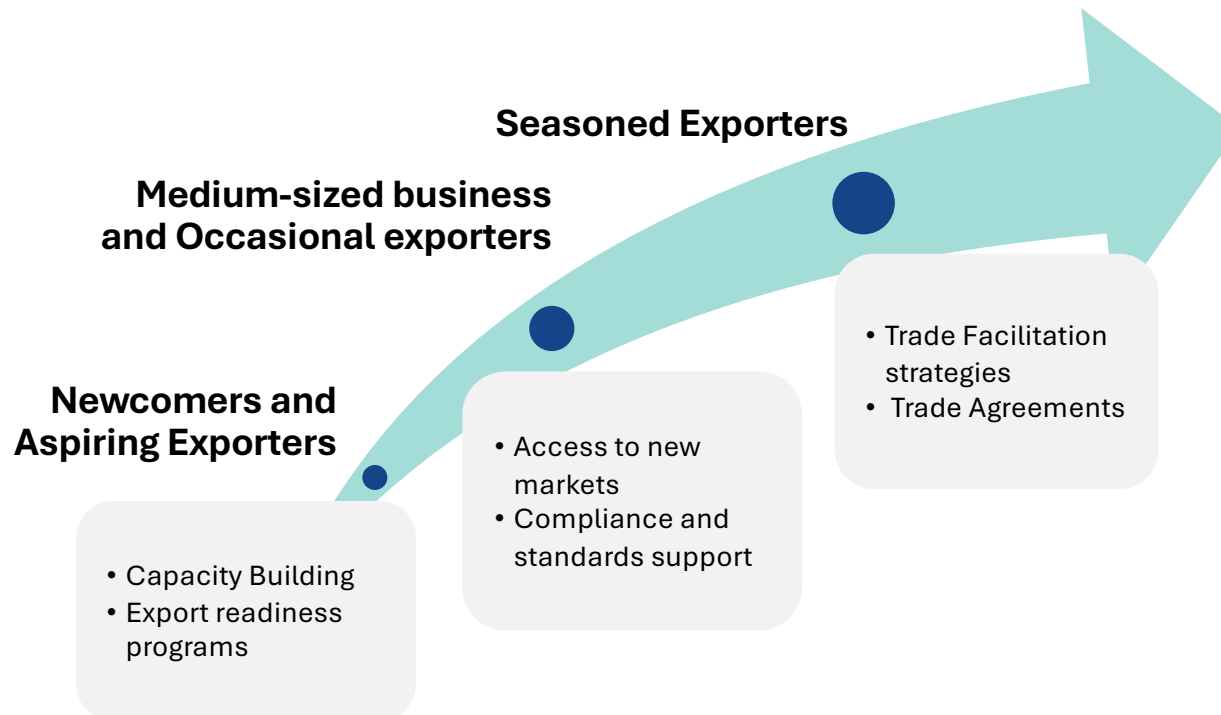 Seasoned Exporters
Medium-sized business
and Occasional exporters
Newcomers and
Aspiring Exporters
• Trade Facilitation
strategies
• Trade Agreements
• Access to new
markets
• Compliance and
standards support
• Capacity Building
• Export readiness
programs